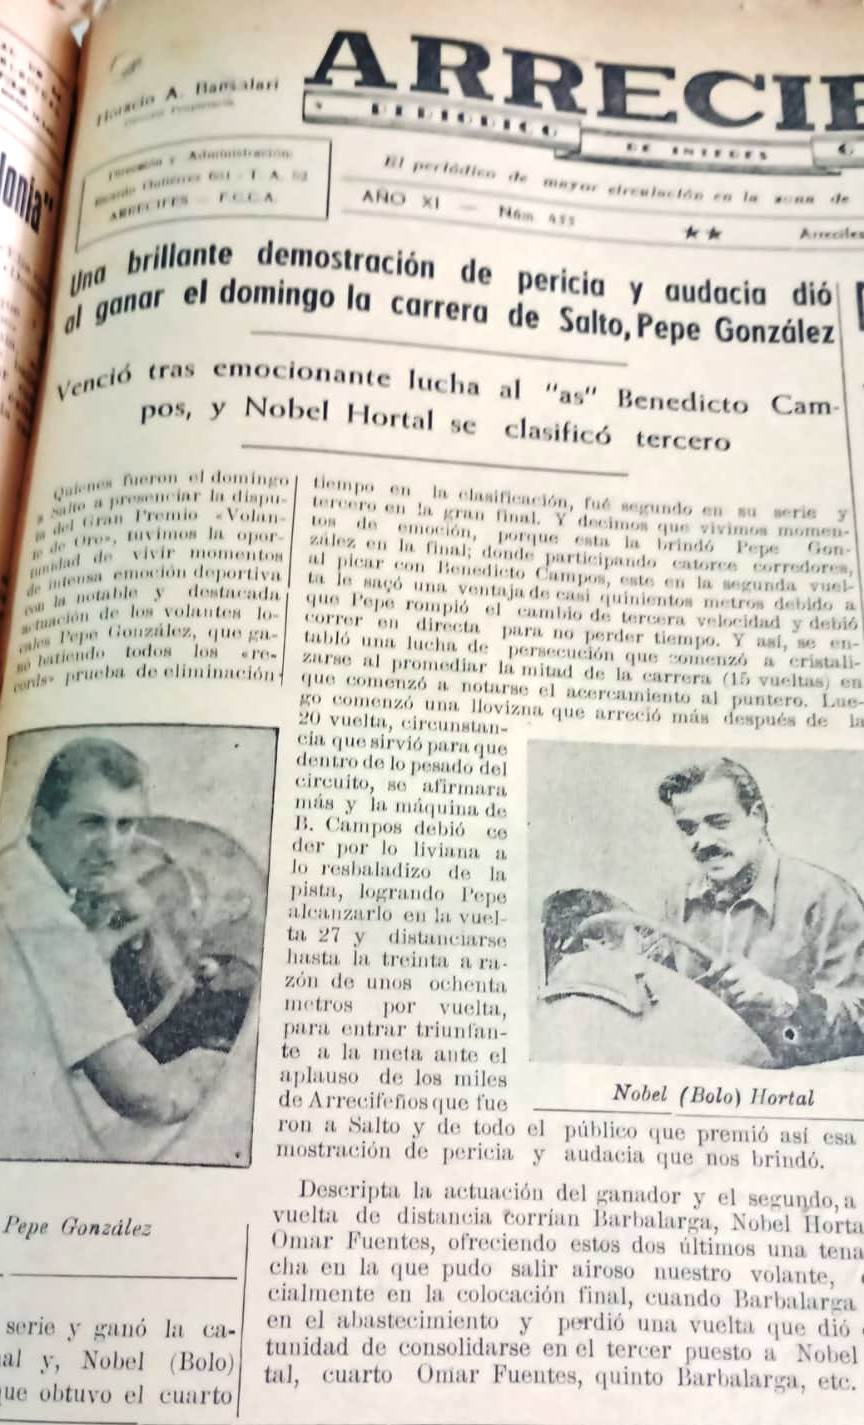 Horacio A. Bansalari
ARRECIF
PERIODICO
DE INTERES
Dirección y Administración
Ricardo Gutiérrez 681 - T. A. 52
ARRECIFES - F.C.C.A.
El periódico de mayor circulación en la zona de
AÑO XI — Núm 455
Arrecifes
lonia"
Una brillante demostración de pericia y audacia dió
al ganar el domingo la carrera de Salto, Pepe González
Venció tras emocionante lucha al "as" Benedicto Cam-
pos, y Nobel Hortal se clasificó tercero
Quienes fueron el domingo
a Salto a presenciar la dispu-
ta del Gran Premio «Volan-
te de Oro», tuvimos la opor-
tunidad de vivir momentos
de intensa emoción deportiva
con la notable y destacada
actuación de los volantes lo-
cales Pepe González, que ga-
nó batiendo todos los «re-
cords» prueba de eliminación
Pepe González
serie y ganó la ca-
al y, Nobel (Bolo)
que obtuvo el cuarto
tiempo en la clasificación, fué segundo en su serie y
tercero en la gran final. Y decimos que vivimos momen-
tos de emoción, porque esta la brindó Pepe Gon-
zález en la final; donde participando catorce corredores,
al picar con Benedicto Campos, este en la segunda vuel-
ta le saçó una ventaja de casi quinientos metros debido a
que Pepe rompió el cambio de tercera velocidad y debió
correr en directa para no perder tiempo. Y así, se en-
tabló una lucha de persecución que comenzó a cristali-
zarse al promediar la mitad de la carrera (15 vueltas) en
que comenzó a notarse el acercamiento al puntero. Lue-
go comenzó una llovizna que arreció más después de la
20 vuelta, circunstan-
cia que sirvió para que
dentro de lo pesado del
circuito, se afirmara
más y la máquina de
B. Campos debió ce
der por lo liviana a
lo resbaladizo de la
pista, logrando Pepe
alcanzarlo en la vuel-
ta 27 y distanciarse
hasta la treinta a ra-
zón de unos ochenta
metros por vuelta,
para entrar triunfan-
te a la meta ante el
aplauso de los miles
de Arrecifeños que fue
ron a Salto y de todo el público que premió así esa
mostración de pericia y audacia que nos brindó.
Nobel (Bolo) Hortal
Descripta la actuación del ganador y el segundo, a
vuelta de distancia corrían Barbalarga, Nobel Horta
Omar Fuentes, ofreciendo estos dos últimos una tena
cha en la que pudo salir airoso nuestro volante,
cialmente en la colocación final, cuando Barbalarga
en el abastecimiento y perdió una vuelta que dió
tunidad de consolidarse en el tercer puesto a Nobel
tal, cuarto Omar Fuentes, quinto Barbalarga, etc.